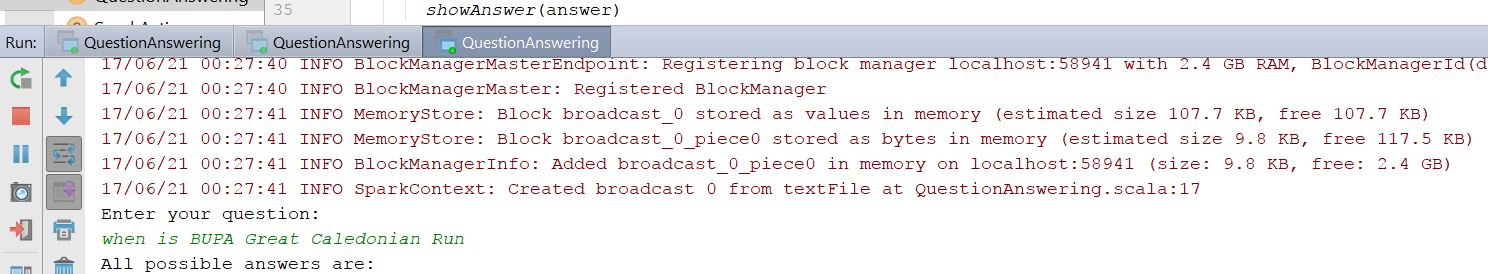 QuestionAnswering
35
showAnswer(answer)
Run:
QuestionAnswering
QuestionAnswering
QuestionAnswering
17/06/21 00:27:40 INFO BlockManagerMasterEndpoint: Registering block manager localhost:58941 with 2.4 GB RAM, BlockManagerId(d
17/06/21 00:27:40 INFO BlockManagerMaster: Registered BlockManager
17/06/21 00:27:41 INFO MemoryStore: Block broadcast_0 stored as values in memory (estimated size 107.7 KB, free 107.7 KB)
17/06/21 00:27:41 INFO MemoryStore: Block broadcast_0_piece0 stored as bytes in memory (estimated size 9.8 KB, free 117.5 KB)
17/06/21 00:27:41 INFO BlockManagerInfo: Added broadcast_0_piece0 in memory on localhost:58941 (size: 9.8 KB, free: 2.4 GB)
17/06/21 00:27:41 INFO SparkContext: Created broadcast 0 from textFile at QuestionAnswering.scala:17
Enter your question:
when is BUPA Great Caledonian Run
All possible answers are: